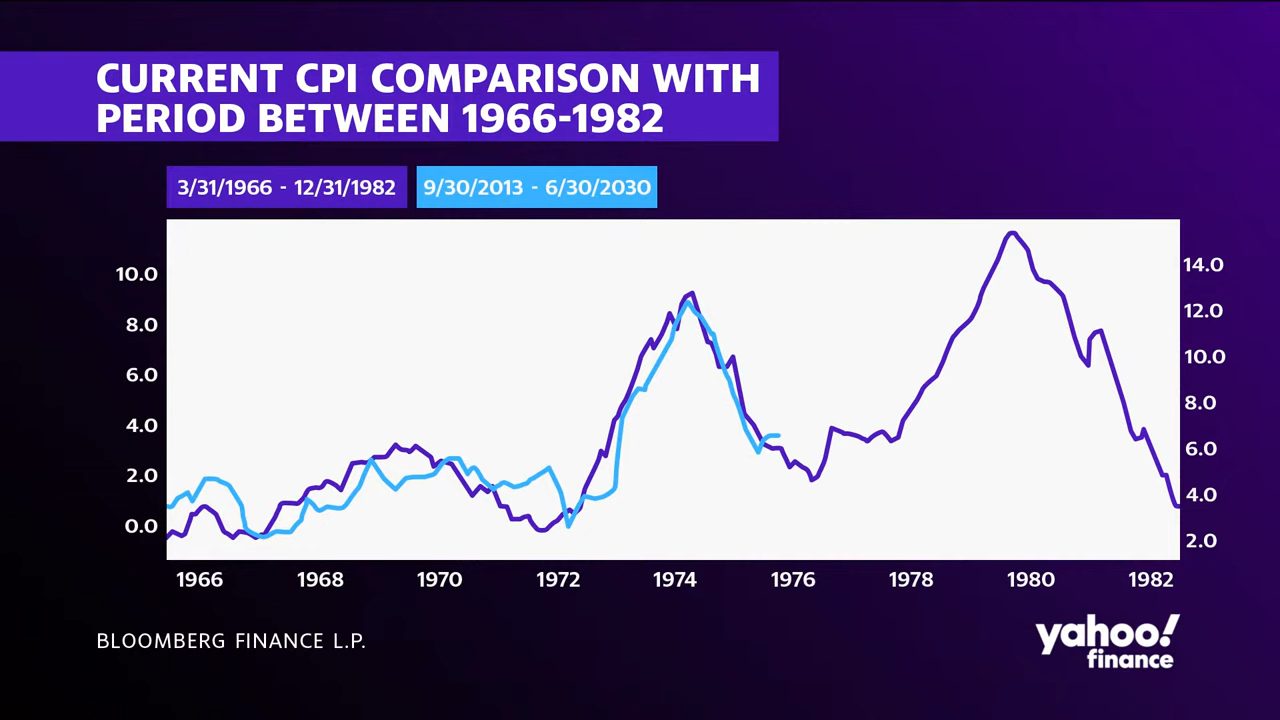 CURRENT CPI COMPARISON WITH
PERIOD BETWEEN 1966-1982
3/31/1966 - 12/31/1982
9/30/2013 - 6/30/2030
10.0
8.0
6.0
4.0
2.0
0.0
14.0
12.0
10.0
8.0
6.0
4.0
2.0
1966 1968 1970 1972 1974 1976 1978 1980 1982
BLOOMBERG FINANCE L.P.
yahoo!
finance